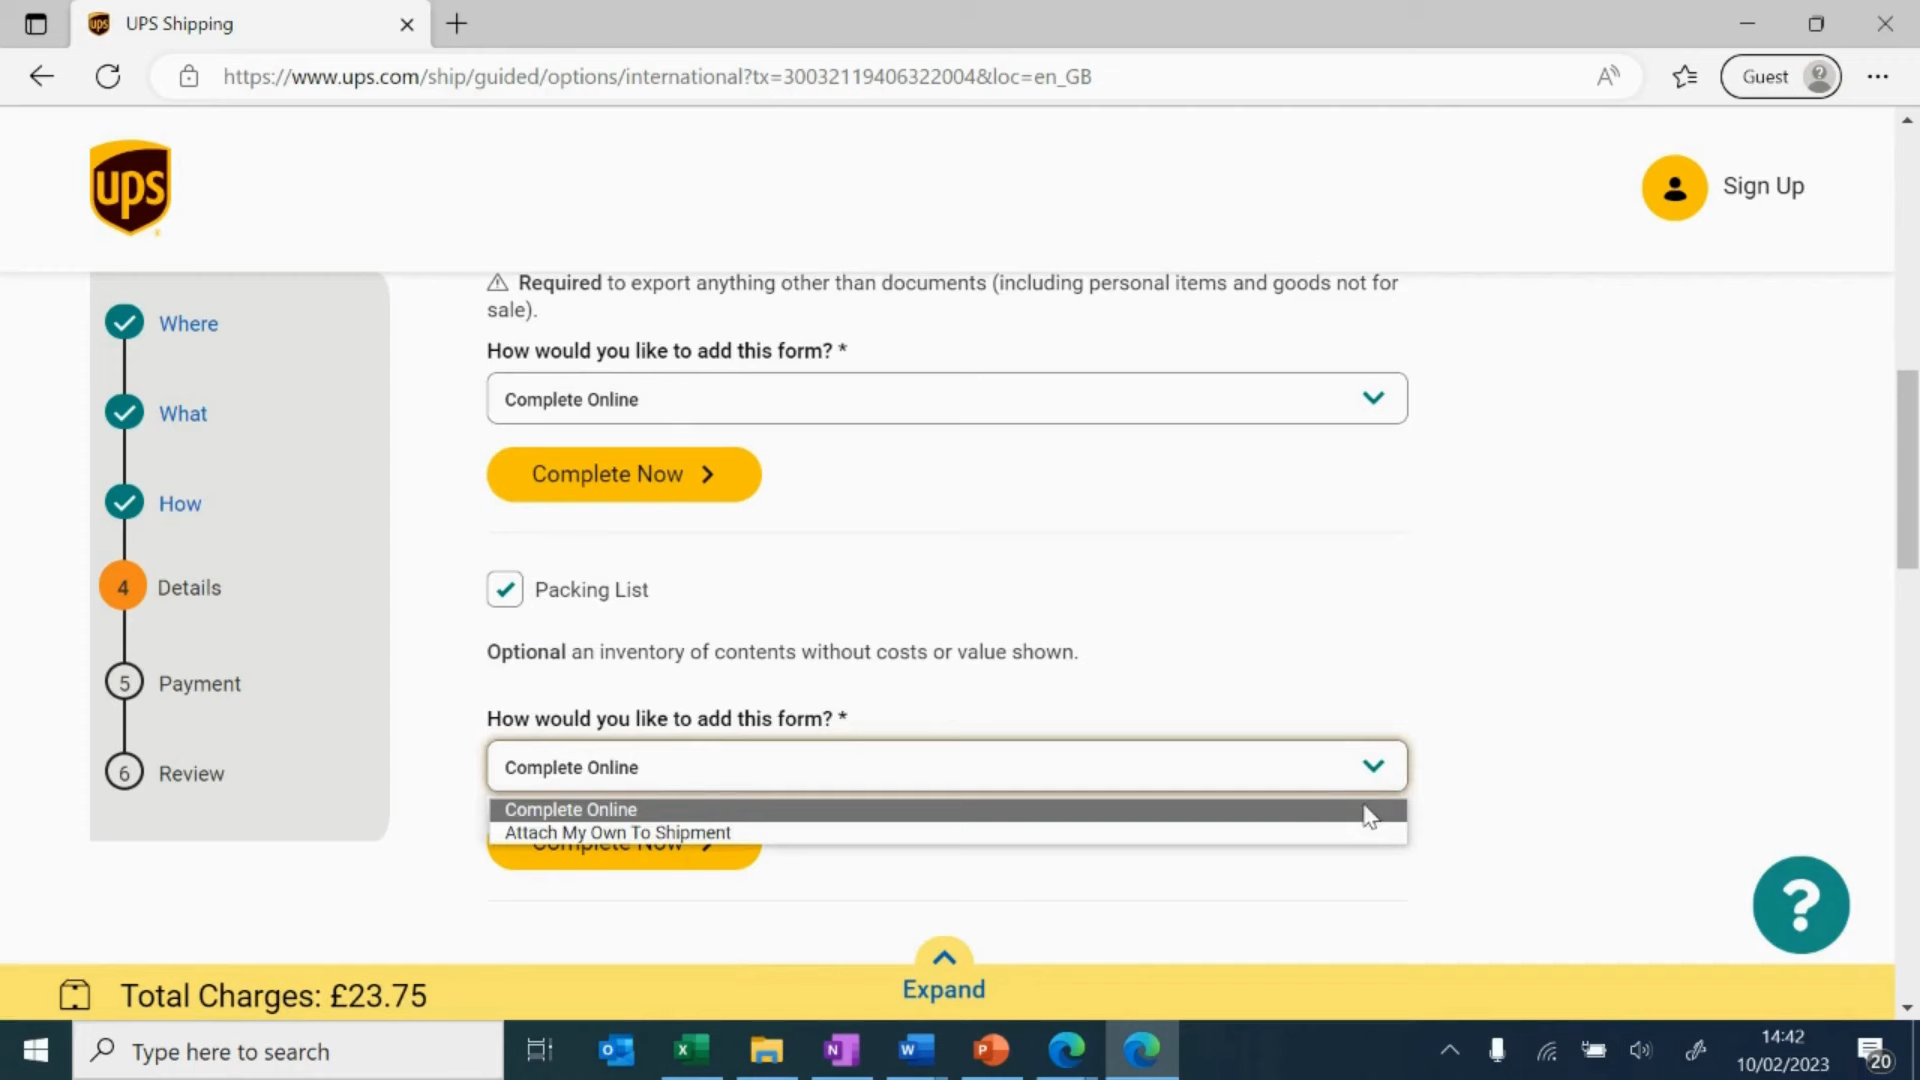 UPS Shipping
https://www.ups.com/ship/guided/options/international?tx=30032119406322004&loc=en_GB
A
Guest
ups
Sign Up
Required to export anything other than documents (including personal items and goods not for
sale).
Where
How would you like to add this form? *
Complete Online
What
Complete Now
How
4 Details
Packing List
Optional an inventory of contents without costs or value shown.
5 Payment
How would you like to add this form? *
Complete Online
6 Review
Complete Online
Attach My Own To Shipment
Complete Now
?
Total Charges: £23.75
Expand
Type here to search
14:42
10/02/2023
20